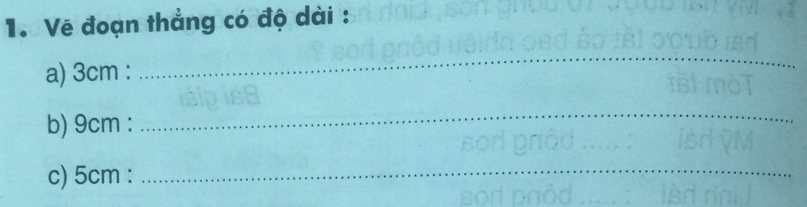 1. Vẽ đoạn thẳng có độ dài :
a) 3cm : ........................................
b) 9cm : ........................................
c) 5cm : ........................................